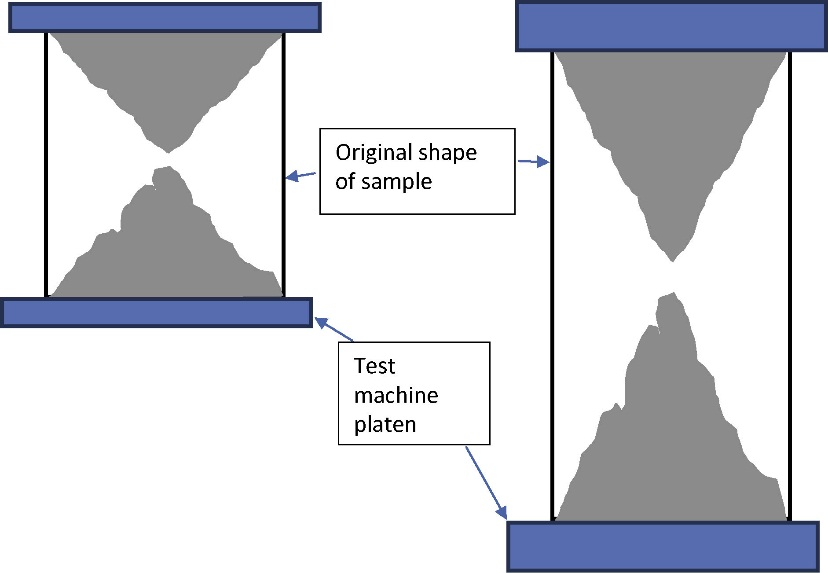 Original shape
of sample
Test
machine
platen